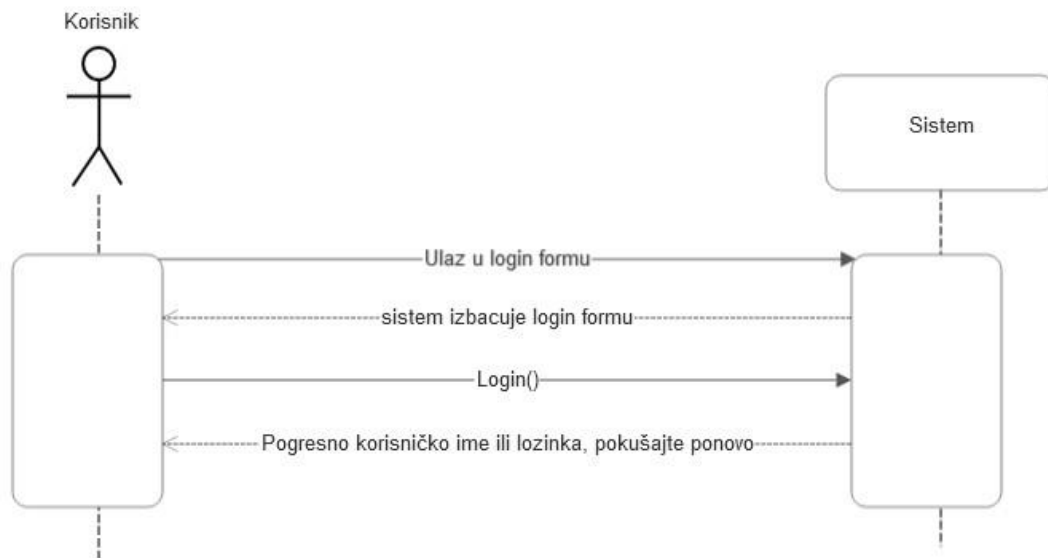 Korisnik
Sistem
Ulaz u login formu
sistem izbacuje login formu
Login()
Pogresno korisničko ime ili lozinka, pokušajte ponovo